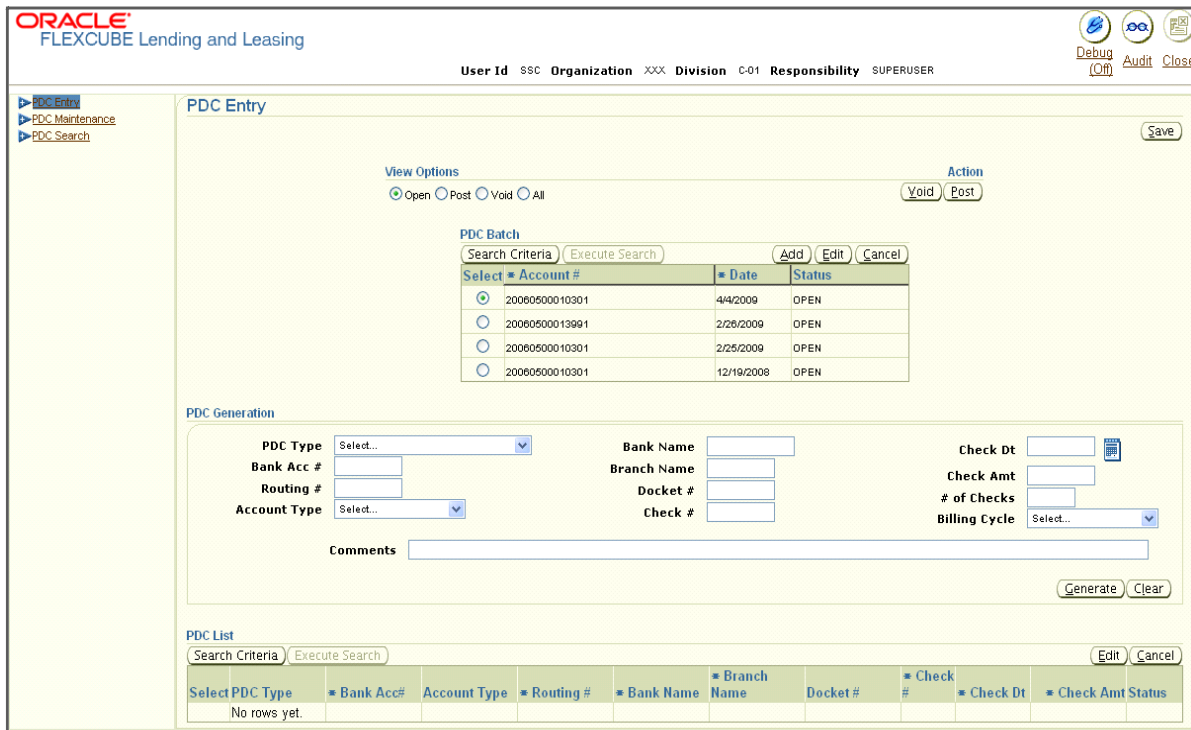 ORACLE
FLEXCUBE Lending and Leasing
Debug (Off) Audit Close
User Id SSC Organization XXX Division C-01 Responsibility SUPERUSER
PDC Entry
PDC Maintenance
PDC Search
PDC Entry
Save
View Options Action
Open Post Void All Void Post
PDC Batch
Search Criteria Execute Search Add Edit Cancel
Select * Account # * Date Status
20060500010301 4/4/2009 OPEN
20060500013991 2/26/2009 OPEN
20060500010301 2/25/2009 OPEN
20060500010301 12/19/2008 OPEN
PDC Generation
PDC Type Select... Bank Name Check Dt
Bank Acc # Branch Name Check Amt
Routing # Docket # # of Checks
Account Type Select... Check # Billing Cycle Select...
Comments
Generate Clear
PDC List
Search Criteria Execute Search Edit Cancel
Select PDC Type * Bank Acc# Account Type * Routing # * Bank Name * Branch Name Docket # * Check # * Check Dt * Check Amt Status
No rows yet.